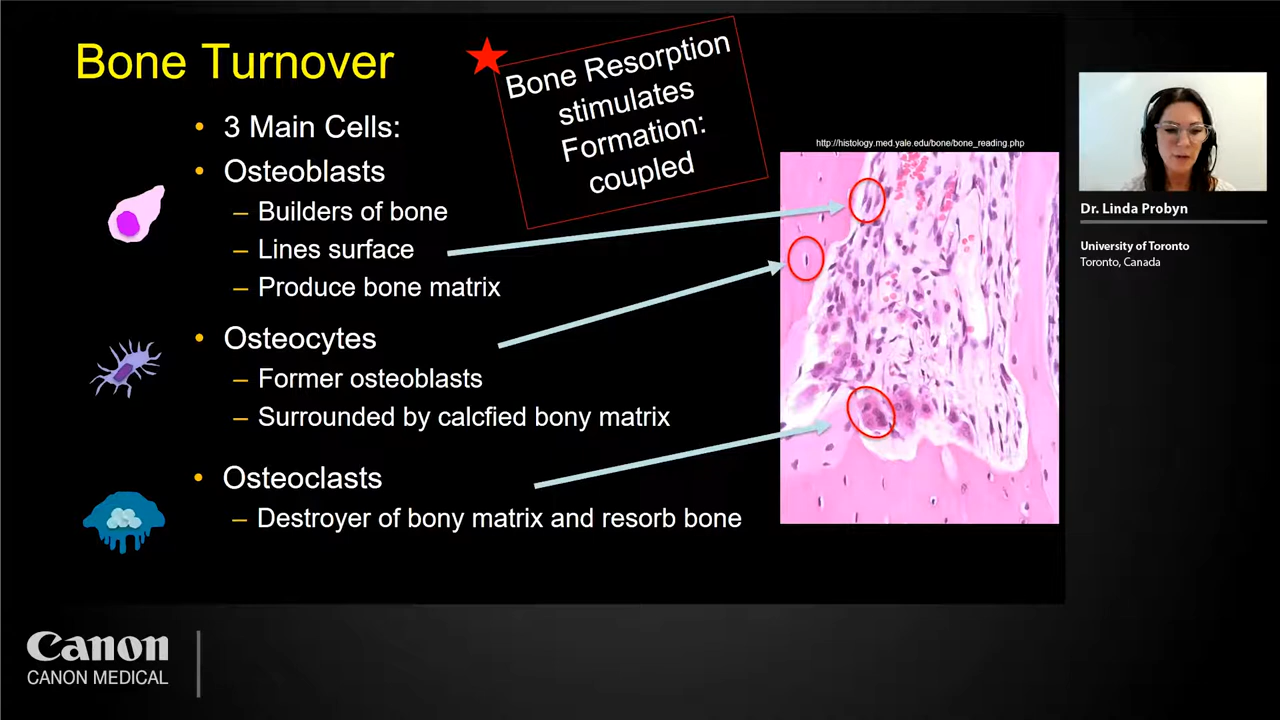 Bone Turnover
Bone Resorption
stimulates
Formation:
coupled
• 3 Main Cells:
• Osteoblasts
– Builders of bone
– Lines surface
– Produce bone matrix
• Osteocytes
– Former osteoblasts
– Surrounded by calcfied bony matrix
• Osteoclasts
– Destroyer of bony matrix and resorb bone
http://histology.med.yale.edu/bone/bone_reading.php
Dr. Linda Probyn
University of Toronto
Toronto, Canada
Canon
CANON MEDICAL